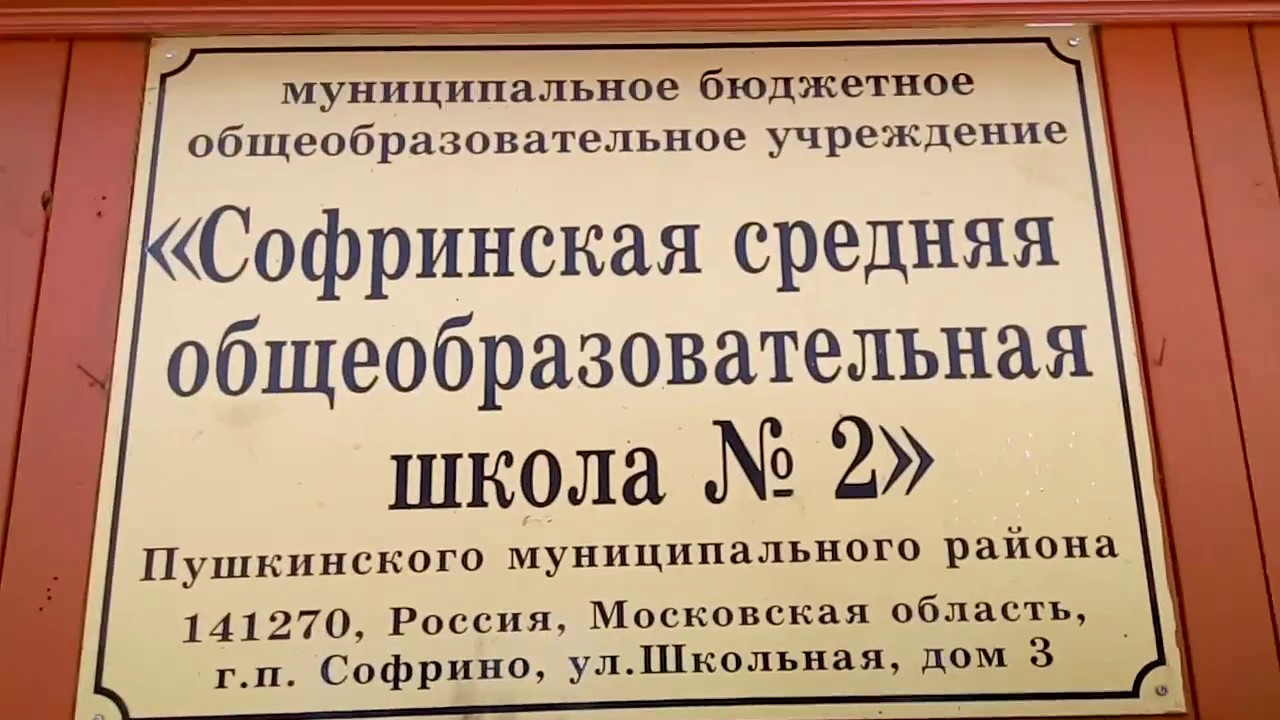 муниципальное бюджетное
общеобразовательное учреждение
«Софринская средняя
общеобразовательная
школа № 2»
Пушкинского муниципального района
141270, Россия, Московская область,
г.п. Софрино, ул.Школьная, дом 3